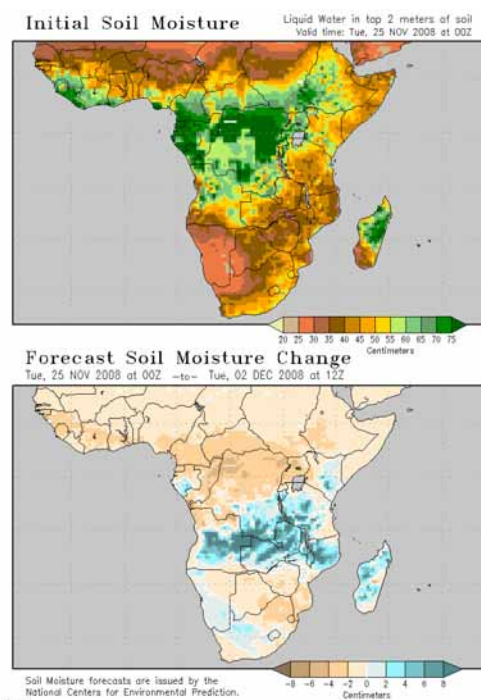 Initial Soil Moisture
Liquid Water in top 2 meters of soil
Valid time: Tue, 25 NOV 2008 at 00Z
20 25 30 35 40 45 50 55 60 65 70 75
Centimeters
Forecast Soil Moisture Change
Tue, 25 NOV 2008 at 00Z —to— Tue, 02 DEC 2008 at 12Z
Soil Moisture forecasts are issued by the
National Centers for Environmental Prediction.
-8 -6 -4 -2 0 2 4 6 8
Centimeters